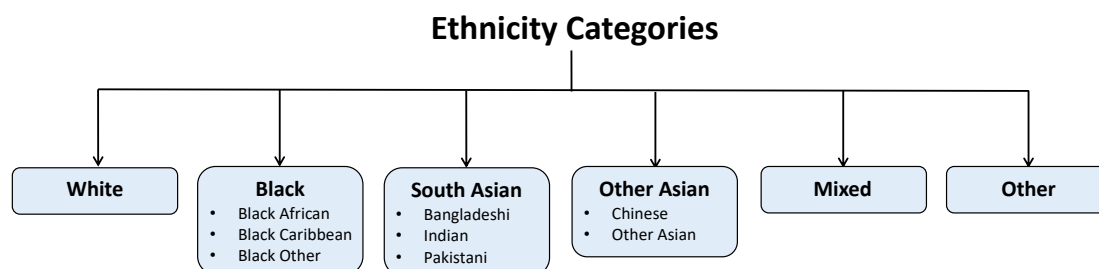 Ethnicity Categories
White
Black
• Black African
• Black Caribbean
• Black Other
South Asian
• Bangladeshi
• Indian
• Pakistani
Other Asian
• Chinese
• Other Asian
Mixed
Other